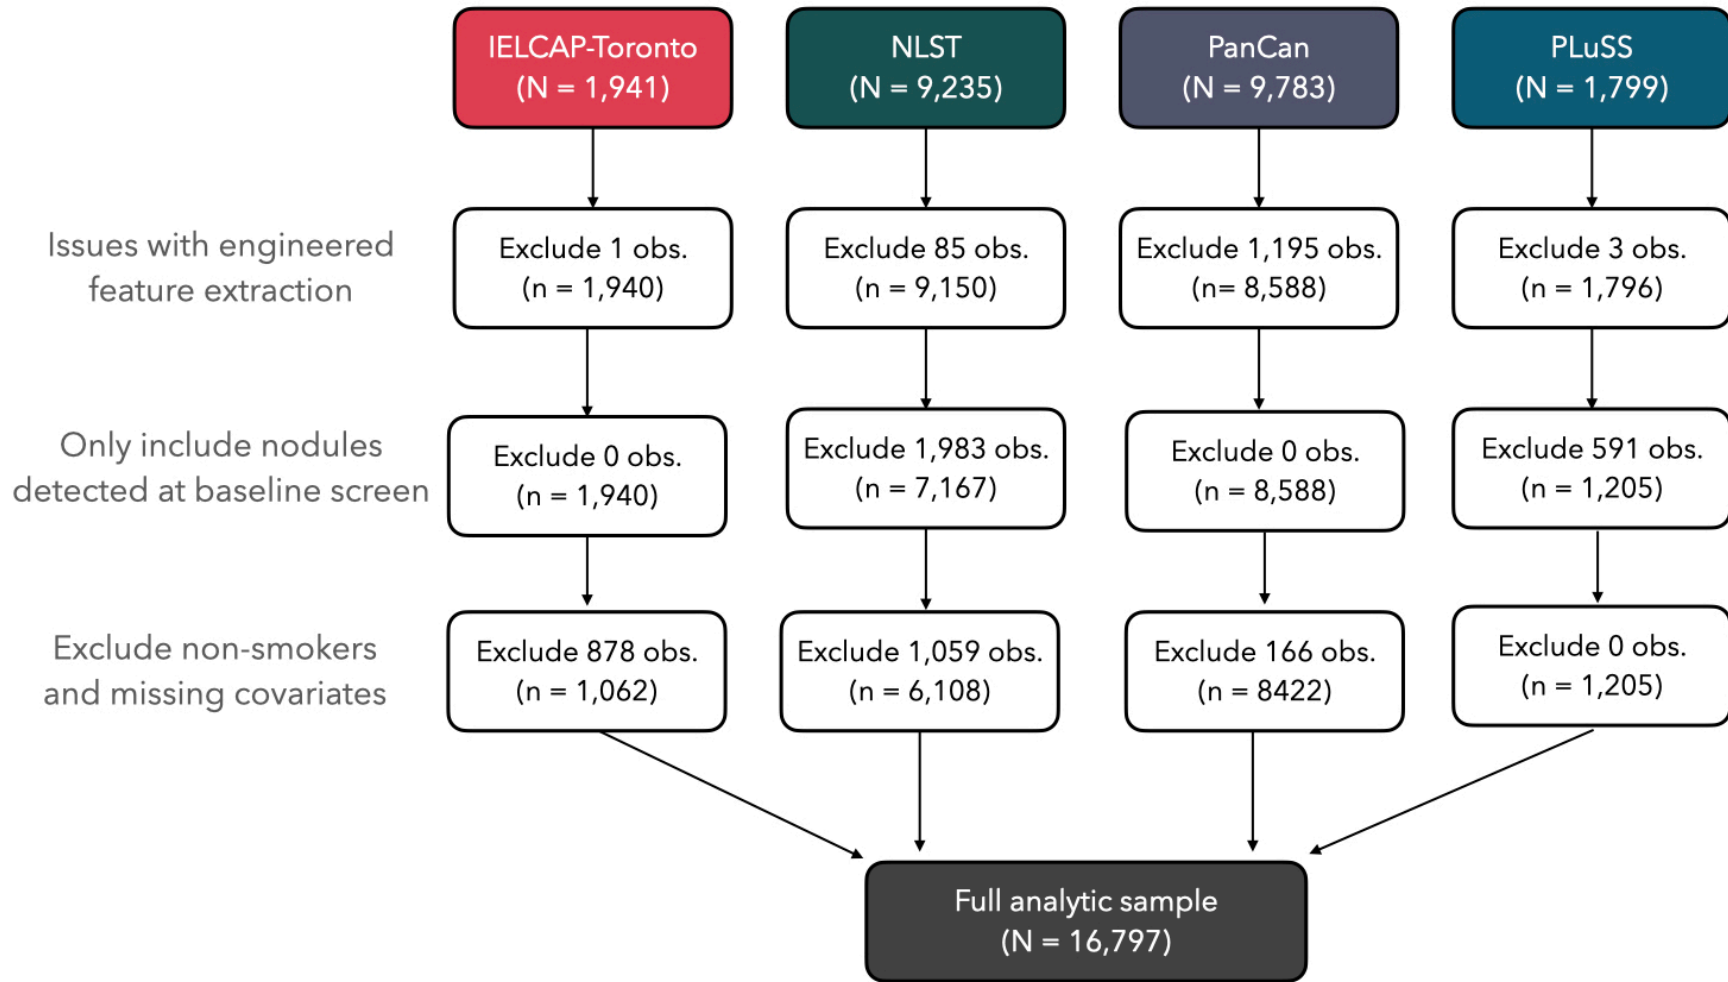 IELCAP-Toronto
(N = 1,941)
NLST
(N = 9,235)
PanCan
(N = 9,783)
PLuSS
(N = 1,799)
Issues with engineered
feature extraction
Exclude 1 obs.
(n = 1,940)
Exclude 85 obs.
(n = 9,150)
Exclude 1,195 obs.
(n= 8,588)
Exclude 3 obs.
(n = 1,796)
Only include nodules
detected at baseline screen
Exclude 0 obs.
(n = 1,940)
Exclude 1,983 obs.
(n = 7,167)
Exclude 0 obs.
(n = 8,588)
Exclude 591 obs.
(n = 1,205)
Exclude non-smokers
and missing covariates
Exclude 878 obs.
(n = 1,062)
Exclude 1,059 obs.
(n = 6,108)
Exclude 166 obs.
(n = 8422)
Exclude 0 obs.
(n = 1,205)
Full analytic sample
(N = 16,797)